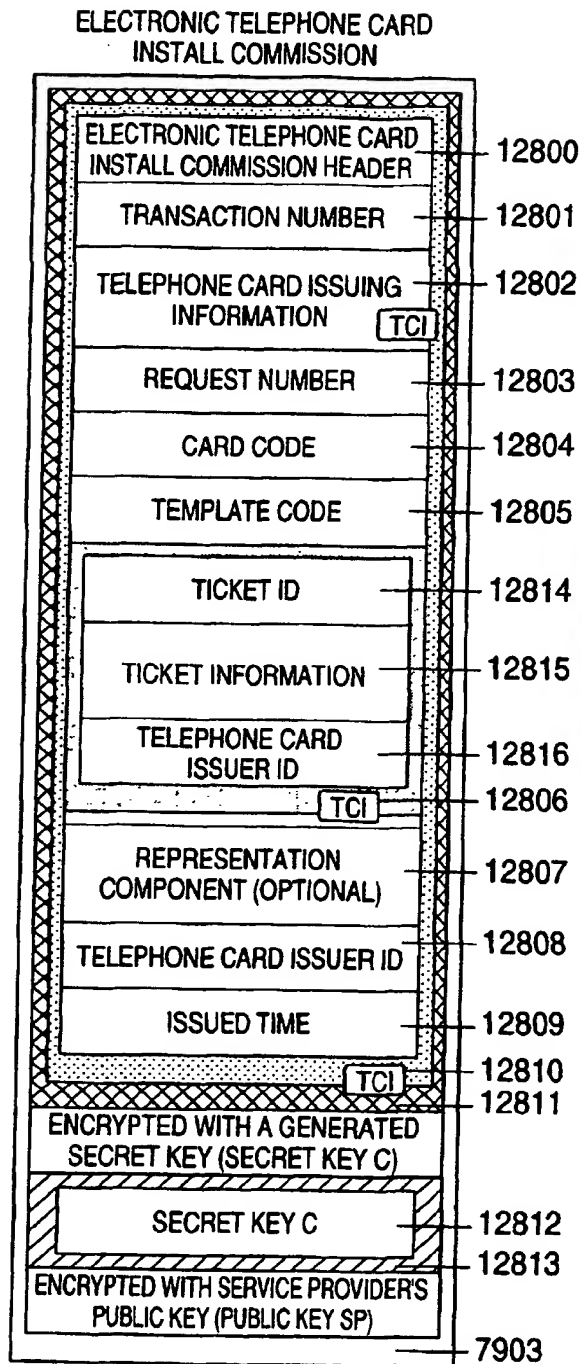 ELECTRONIC TELEPHONE CARD
INSTALL COMMISSION
ELECTRONIC TELEPHONE CARD
INSTALL COMMISSION HEADER
12800
TRANSACTION NUMBER
12801
TELEPHONE CARD ISSUING
INFORMATION
12802
TCI
REQUEST NUMBER
12803
CARD CODE
12804
TEMPLATE CODE
12805
TICKET ID
12814
TICKET INFORMATION
12815
TELEPHONE CARD
ISSUER ID
12816
TCI
12806
REPRESENTATION
COMPONENT (OPTIONAL)
12807
TELEPHONE CARD ISSUER ID
12808
ISSUED TIME
12809
TCI
12810
12811
ENCRYPTED WITH A GENERATED
SECRET KEY (SECRET KEY C)
SECRET KEY C
12812
12813
ENCRYPTED WITH SERVICE PROVIDER'S
PUBLIC KEY (PUBLIC KEY SP)
7903